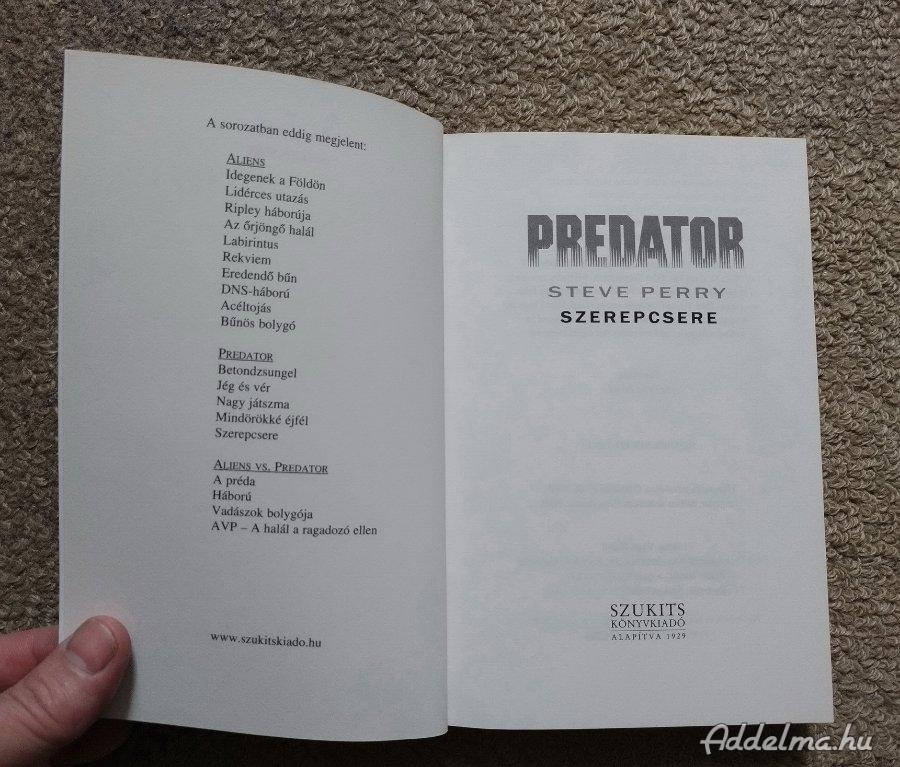 A sorozatban eddig megjelent:
ALIENS
Idegenek a Földön
Lidérces utazás
Ripley háborúja
Az őrjöngő halál
Labirintus
Rekviem
Eredendő bűn
DNS-háború
Acéltojás
Bűnös bolygó
PREDATOR
Betondzsungel
Jég és vér
Nagy játszma
Mindörökké éjfél
Szerepcsere
ALIENS VS. PREDATOR
A préda
Háború
Vadászok bolygója
AVP – A halál a ragadozó ellen
www.szukitskiado.hu
PREDATOR
STEVE PERRY
SZEREPCSERE
SZUKITS
KÖNYVKIADÓ
ALAPÍTVA 1929
Addelma.hu